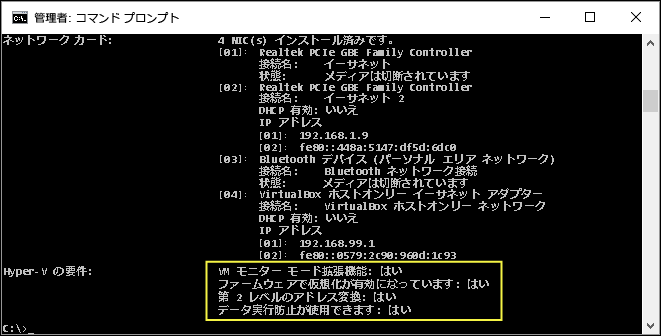 管理者: コマンド プロンプト
ネットワーク カード: 4 NIC(s) インストール済みです。
[01]: Realtek PCIe GBE Family Controller
接続名: イーサネット
状態: メディアは切断されています
[02]: Realtek PCIe GBE Family Controller
接続名: イーサネット 2
DHCP 有効: いいえ
IP アドレス
[01]: 192.168.1.9
[02]: fe80::448a:5147:df5d:6dc0
[03]: Bluetooth デバイス (パーソナル エリア ネットワーク)
接続名: Bluetooth ネットワーク接続
状態: メディアは切断されています
[04]: VirtualBox ホストオンリー イーサネット アダプター
接続名: VirtualBox ホストオンリー ネットワーク
DHCP 有効: いいえ
IP アドレス
[01]: 192.168.99.1
[02]: fe80::0579:2c90:960d:1c93
Hyper-V の要件: VM モニター モード拡張機能: はい
ファームウェアで仮想化が有効になっています: はい
第 2 レベルのアドレス変換: はい
データ実行防止が使用できます: はい
C:\>_